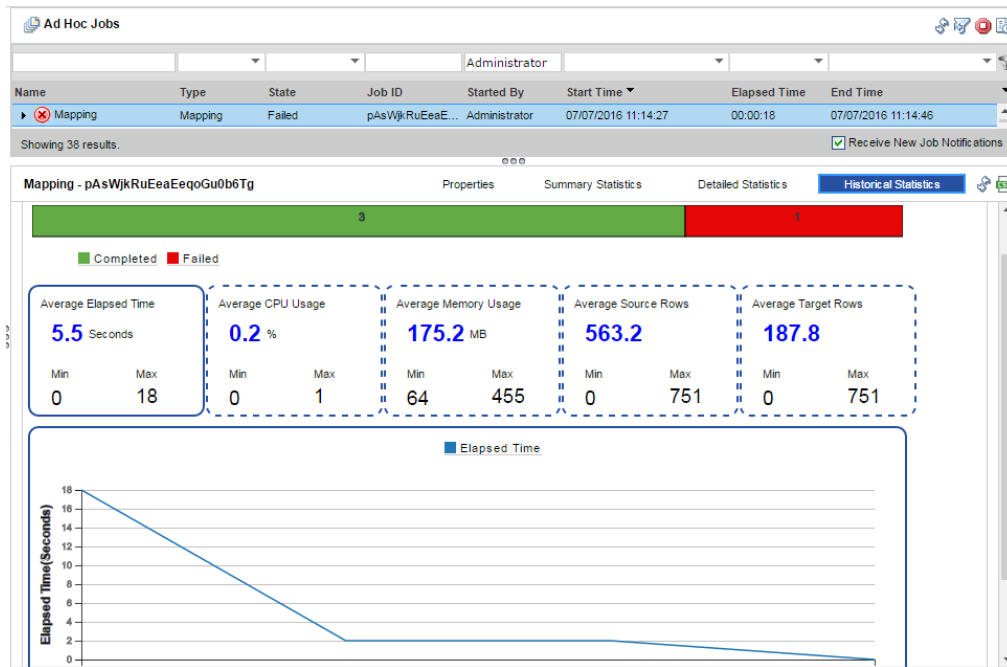 Ad Hoc Jobs
Administrator
Name Type State Job ID Started By Start Time Elapsed Time End Time
Mapping Mapping Failed pAsWjkRuEeaE... Administrator 07/07/2016 11:14:27 00:00:18 07/07/2016 11:14:46
Showing 38 results. Receive New Job Notifications
Mapping - pAsWjkRuEeaEeqoGu0b6Tg Properties Summary Statistics Detailed Statistics Historical Statistics
3 1
Completed Failed
Average Elapsed Time Average CPU Usage Average Memory Usage Average Source Rows Average Target Rows
5.5 Seconds 0.2 % 175.2 MB 563.2 187.8
Min Max Min Max Min Max Min Max Min Max
0 18 0 1 64 455 0 751 0 751
Elapsed Time
Elapsed Time(Seconds)
18
16
14
12
10
8
6
4
2
0